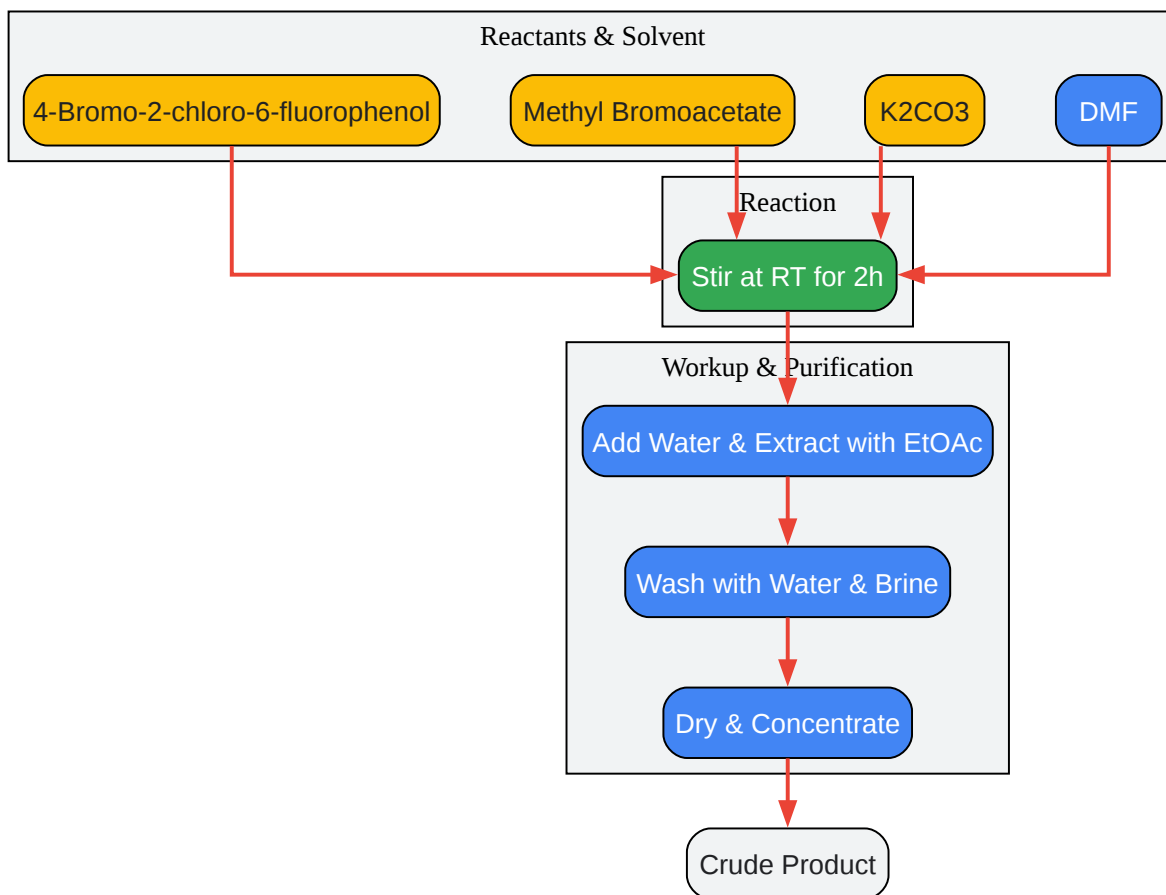 Reactants & Solvent
4-Bromo-2-chloro-6-fluorophenol
Methyl Bromoacetate
K2CO3
DMF
Reaction
Stir at RT for 2h
Workup & Purification
Add Water & Extract with EtOAc
Wash with Water & Brine
Dry & Concentrate
Crude Product